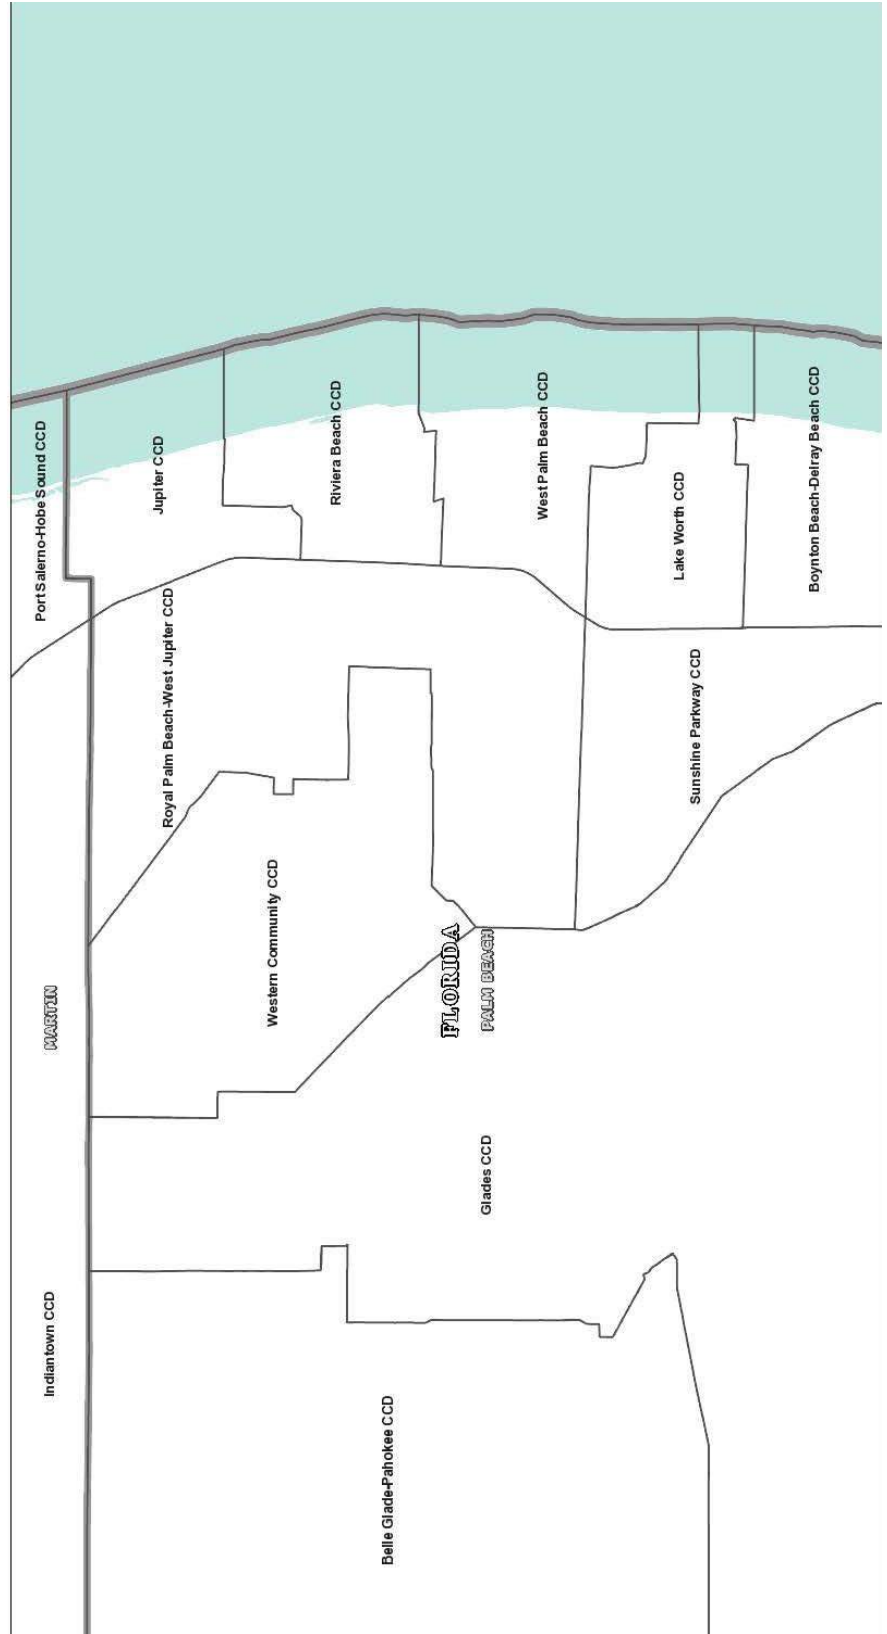 Port Salerno-Hobe Sound CCD
MARTIN
Indiantown CCD
Jupiter CCD
Royal Palm Beach-West Jupiter CCD
Western Community CCD
Riviera Beach CCD
Belle Glade-Pahokee CCD
FLORIDA
PALM BEACH
Glades CCD
West Palm Beach CCD
Lake Worth CCD
Sunshine Parkway CCD
Boynton Beach-Delray Beach CCD